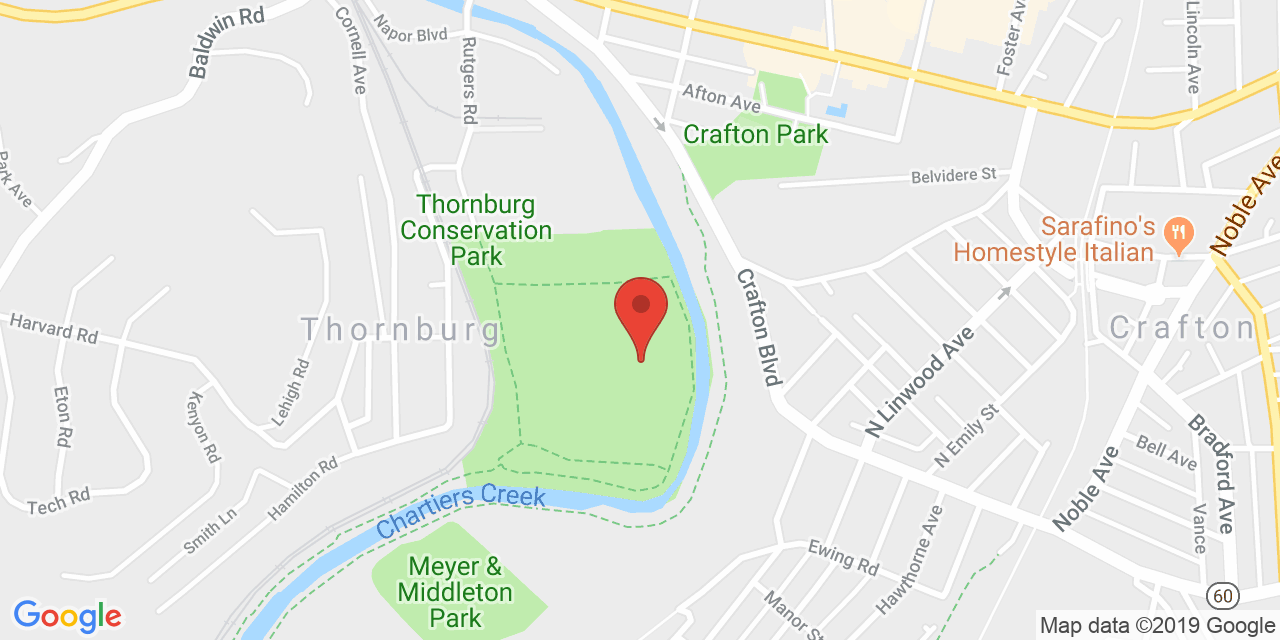 Baldwin Rd
Cornell Ave
Napor Blvd
Rutgers Rd
Foster Ave
Lincoln Ave
Afton Ave
Crafton Park
Park Ave
Belvidere St
Noble Ave
Thornburg
Conservation
Park
Sarafino's
Homestyle Italian
Crafton Blvd
Harvard Rd
Thornburg
Crafton
N Linwood Ave
Lehigh Rd
Eton Rd
Kenyon Rd
N Emily St
Bradford Ave
Bell Ave
Noble Ave
Hamilton Rd
Tech Rd
Chartiers Creek
Smith Ln
Vance
Hawthorne Ave
Ewing Rd
Meyer &
Middleton
Park
Manor St
60
Google
Map data ©2019 Google